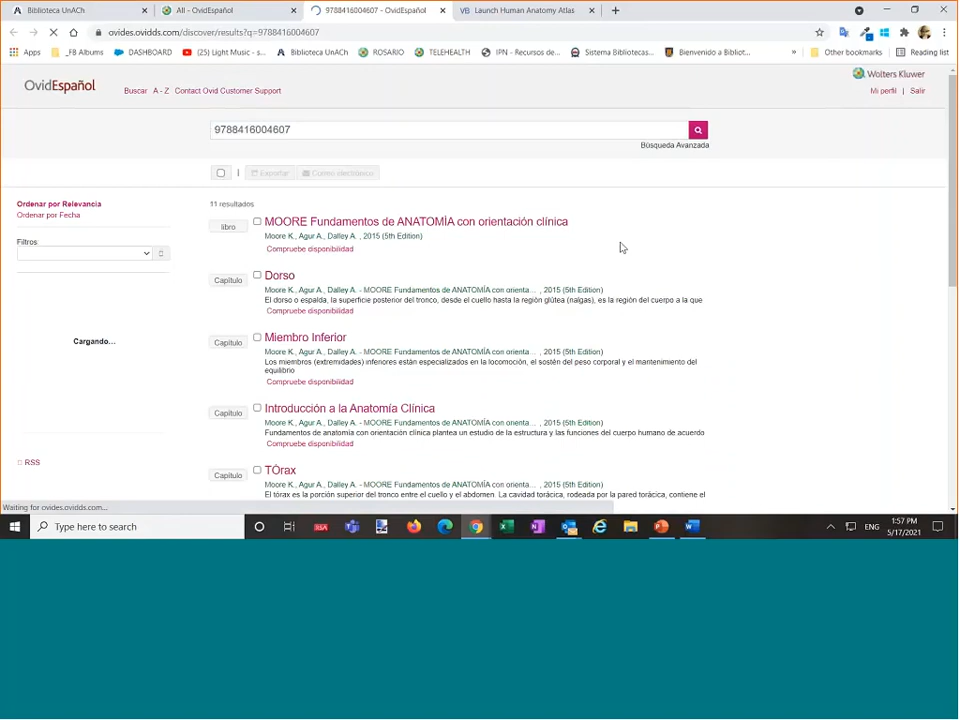 Biblioteca UnACh
All - OvidEspañol
9788416004607 - OvidEspañol
VB Launch Human Anatomy Atlas
ovides.ovidds.com/discover/results?q=9788416004607
Apps
_FB Albums
DASHBOARD
(25) Light Music - s...
Biblioteca UnACh
ROSARIO
TELEHEALTH
IPN - Recursos de...
Sistema Bibliotecas...
Bienvenido a Bibliot...
» Other bookmarks
Reading list
OvidEspañol
Buscar A - Z Contact Ovid Customer Support
Wolters Kluwer
Mi perfil | Salir
9788416004607
Búsqueda Avanzada
Exportar
Correo electrónico
Ordenar por Relevancia
Ordenar por Fecha
Filtros:
Cargando...
RSS
11 resultados
libro
MOORE Fundamentos de ANATOMÍA con orientación clínica
Moore K., Agur A., Dalley A. , 2015 (5th Edition)
Compruebe disponibilidad
Capítulo
Dorso
Moore K., Agur A., Dalley A. - MOORE Fundamentos de ANATOMÍA con orienta... , 2015 (5th Edition)
El dorso o espalda, la superficie posterior del tronco, desde el cuello hasta la región glútea (nalgas), es la región del cuerpo a la que
Compruebe disponibilidad
Capítulo
Miembro Inferior
Moore K., Agur A., Dalley A. - MOORE Fundamentos de ANATOMÍA con orienta... , 2015 (5th Edition)
Los miembros (extremidades) inferiores están especializados en la locomoción, el sostén del peso corporal y el mantenimiento del
equilibrio
Compruebe disponibilidad
Capítulo
Introducción a la Anatomía Clínica
Moore K., Agur A., Dalley A. - MOORE Fundamentos de ANATOMÍA con orienta... , 2015 (5th Edition)
Fundamentos de anatomía con orientación clínica plantea un estudio de la estructura y las funciones del cuerpo humano de acuerdo
Compruebe disponibilidad
Capítulo
TÓrax
Moore K., Agur A., Dalley A. - MOORE Fundamentos de ANATOMÍA con orienta... , 2015 (5th Edition)
El tórax es la porción superior del tronco entre el cuello y el abdomen. La cavidad torácica, rodeada por la pared torácica, contiene el
Waiting for ovides.ovidds.com...
Type here to search
RSA
ENG
1:57 PM
5/17/2021